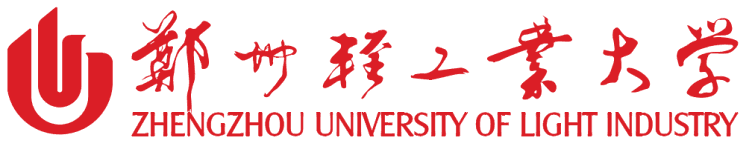 鄭州輕工業大学
ZHENGZHOU UNIVERSITY OF LIGHT INDUSTRY